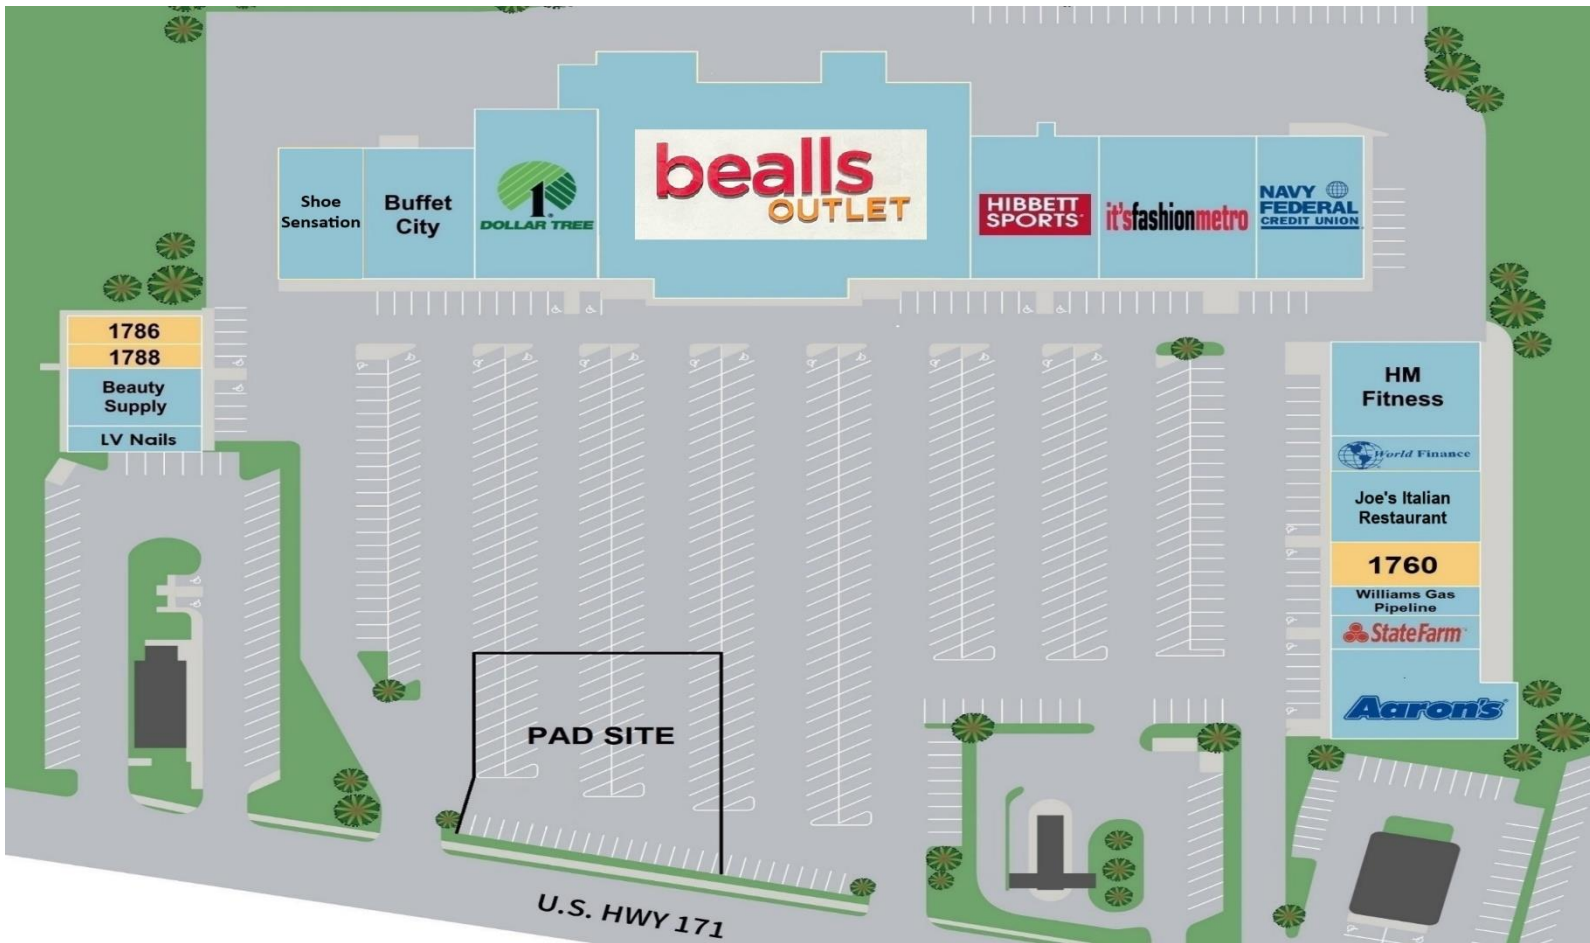 Shoe
Sensation
Buffet
City
1
DOLLAR TREE
bealls
OUTLET
HIBBETT
SPORTS
it'sfashionmetro
NAVY
FEDERAL
CREDIT UNION
1786
1788
Beauty
Supply
LV Nails
HM
Fitness
World Finance
Joe's Italian
Restaurant
1760
Williams Gas
Pipeline
StateFarm
Aaron's
PAD SITE
U.S. HWY 171